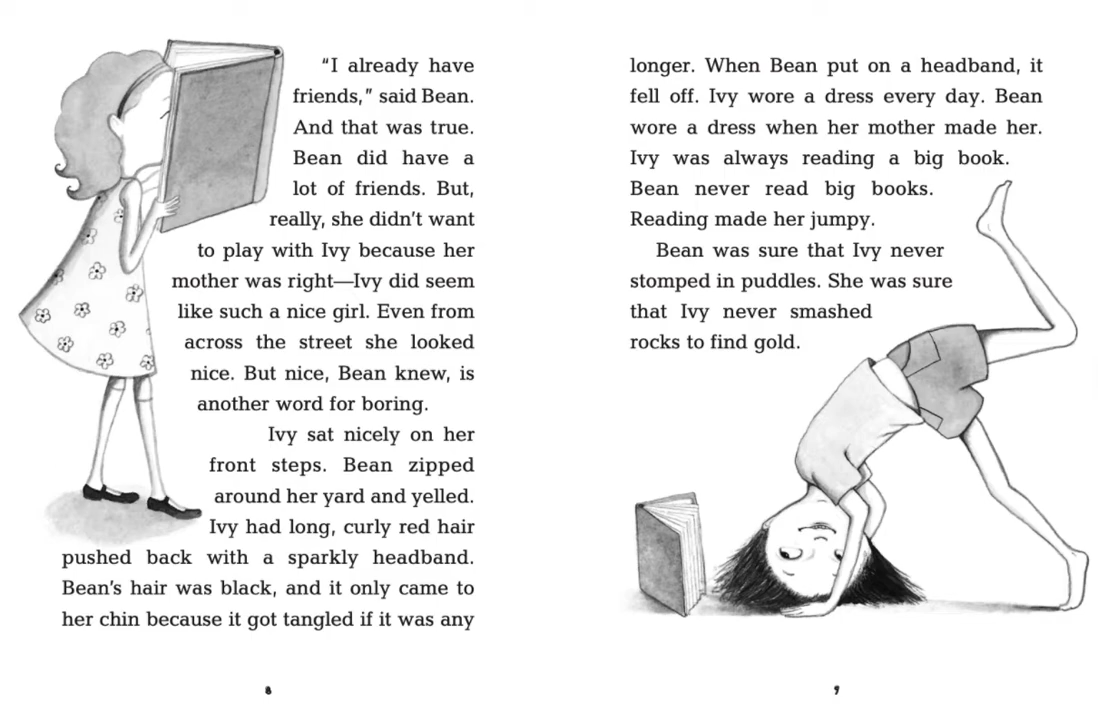 "I already have
friends," said Bean.
And that was true.
Bean did have a
lot of friends. But,
really, she didn't want
to play with Ivy because her
mother was right—Ivy did seem
like such a nice girl. Even from
across the street she looked
nice. But nice, Bean knew, is
another word for boring.
Ivy sat nicely on her
front steps. Bean zipped
around her yard and yelled.
Ivy had long, curly red hair
pushed back with a sparkly headband.
Bean's hair was black, and it only came to
her chin because it got tangled if it was any
8
longer. When Bean put on a headband, it
fell off. Ivy wore a dress every day. Bean
wore a dress when her mother made her.
Ivy was always reading a big book.
Bean never read big books.
Reading made her jumpy.
Bean was sure that Ivy never
stomped in puddles. She was sure
that Ivy never smashed
rocks to find gold.
9